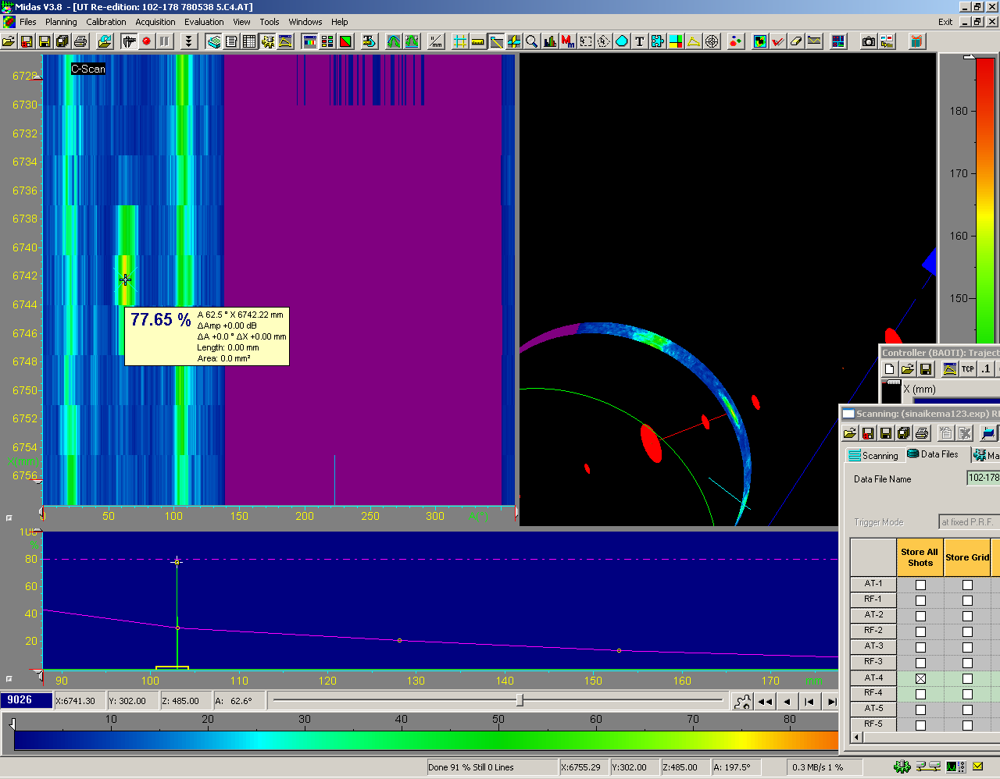 Midas V3.8 - [UT Re-edition: 102-178 780538 5.C4.AT]
Files Planning Calibration Acquisition Evaluation View Tools Windows Help Exit
C-Scan
6728
6730
6732
6734
6736
6738
6740
6742
6744
6746
6748
6750
6752
6754
X(mm)
6756
77.65 %
A 62.5 ° X 6742.22 mm
ΔAmp +0.00 dB
ΔA +0.0 ° ΔX +0.00 mm
Length: 0.00 mm
Area: 0.0 mm²
0 50 100 150 200 250 300 A(°)
180
170
160
150
Controller (BAOTI): Traject
TCP .1
X (mm)
Scanning: (sinaikema123.exp) RE
Scanning Data Files Ma
Data File Name 102-178
Trigger Mode at fixed P.R.F.
Store All Shots Store Grid
AT-1
RF-1
AT-2
RF-2
AT-3
RF-3
AT-4
RF-4
AT-5
RF-5
100
%
80
60
40
20
90 100 110 120 130 140 150 160 170 mm
9026 X:6741.30 Y: 302.00 Z: 485.00 A: 62.6°
10 20 30 40 50 60 70 80
Done 91 % Still 0 Lines X:6755.29 Y:302.00 Z:485.00 A: 197.5° 0.3 MB/s 1 %